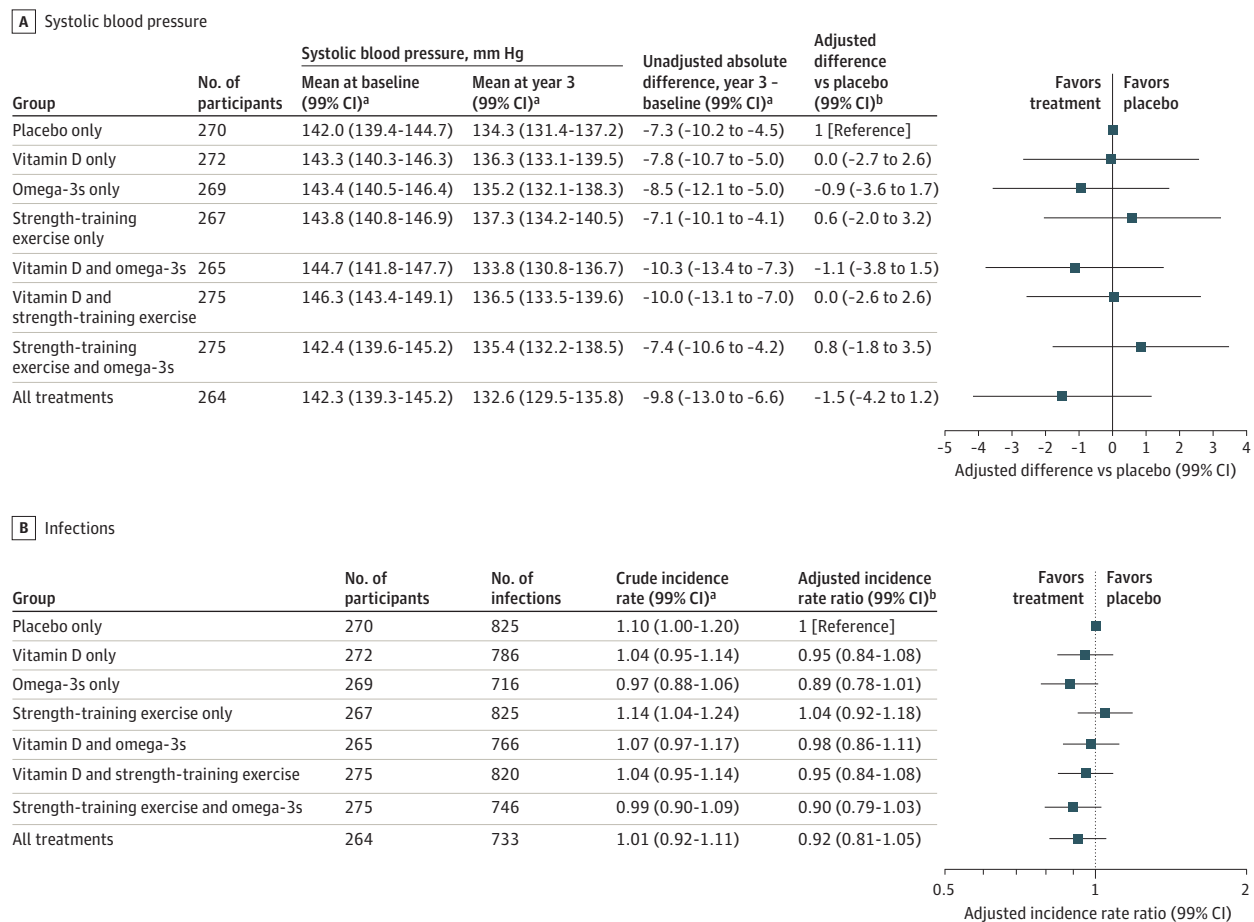 A Systolic blood pressure
Group
No. of participants
Systolic blood pressure, mm Hg
Mean at baseline (99% CI)a
Mean at year 3 (99% CI)a
Unadjusted absolute difference, year 3 - baseline (99% CI)a
Adjusted difference vs placebo (99% CI)b
Favors treatment
Favors placebo
Placebo only 270 142.0 (139.4-144.7) 134.3 (131.4-137.2) -7.3 (-10.2 to -4.5) 1 [Reference]
Vitamin D only 272 143.3 (140.3-146.3) 136.3 (133.1-139.5) -7.8 (-10.7 to -5.0) 0.0 (-2.7 to 2.6)
Omega-3s only 269 143.4 (140.5-146.4) 135.2 (132.1-138.3) -8.5 (-12.1 to -5.0) -0.9 (-3.6 to 1.7)
Strength-training exercise only 267 143.8 (140.8-146.9) 137.3 (134.2-140.5) -7.1 (-10.1 to -4.1) 0.6 (-2.0 to 3.2)
Vitamin D and omega-3s 265 144.7 (141.8-147.7) 133.8 (130.8-136.7) -10.3 (-13.4 to -7.3) -1.1 (-3.8 to 1.5)
Vitamin D and strength-training exercise 275 146.3 (143.4-149.1) 136.5 (133.5-139.6) -10.0 (-13.1 to -7.0) 0.0 (-2.6 to 2.6)
Strength-training exercise and omega-3s 275 142.4 (139.6-145.2) 135.4 (132.2-138.5) -7.4 (-10.6 to -4.2) 0.8 (-1.8 to 3.5)
All treatments 264 142.3 (139.3-145.2) 132.6 (129.5-135.8) -9.8 (-13.0 to -6.6) -1.5 (-4.2 to 1.2)
-5 -4 -3 -2 -1 0 1 2 3 4
Adjusted difference vs placebo (99% CI)
B Infections
Group
No. of participants
No. of infections
Crude incidence rate (99% CI)a
Adjusted incidence rate ratio (99% CI)b
Favors treatment
Favors placebo
Placebo only 270 825 1.10 (1.00-1.20) 1 [Reference]
Vitamin D only 272 786 1.04 (0.95-1.14) 0.95 (0.84-1.08)
Omega-3s only 269 716 0.97 (0.88-1.06) 0.89 (0.78-1.01)
Strength-training exercise only 267 825 1.14 (1.04-1.24) 1.04 (0.92-1.18)
Vitamin D and omega-3s 265 766 1.07 (0.97-1.17) 0.98 (0.86-1.11)
Vitamin D and strength-training exercise 275 820 1.04 (0.95-1.14) 0.95 (0.84-1.08)
Strength-training exercise and omega-3s 275 746 0.99 (0.90-1.09) 0.90 (0.79-1.03)
All treatments 264 733 1.01 (0.92-1.11) 0.92 (0.81-1.05)
0.5 1 2
Adjusted incidence rate ratio (99% CI)